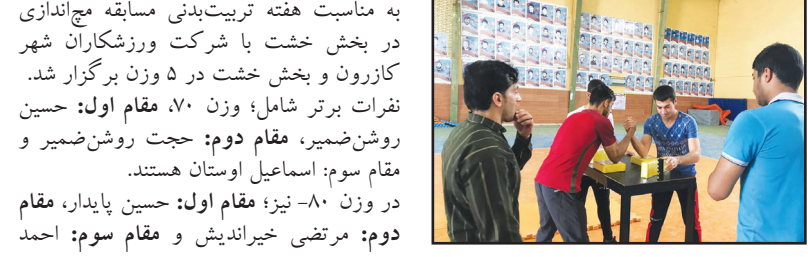 به مناسبت هفته تربیت‌بدنی مسابقه مچ‌اندازی
در بخش خشت با شرکت ورزشکاران شهر
کازرون و بخش خشت در ۵ وزن برگزار شد.
نفرات برتر شامل؛ وزن ۷۰، مقام اول: حسین
روشن‌ضمیر، مقام دوم: حجت روشن‌ضمیر و
مقام سوم: اسماعیل اوستان هستند.
در وزن ۸۰- نیز؛ مقام اول: حسین پایدار، مقام
دوم: مرتضی خیراندیش و مقام سوم: احمد